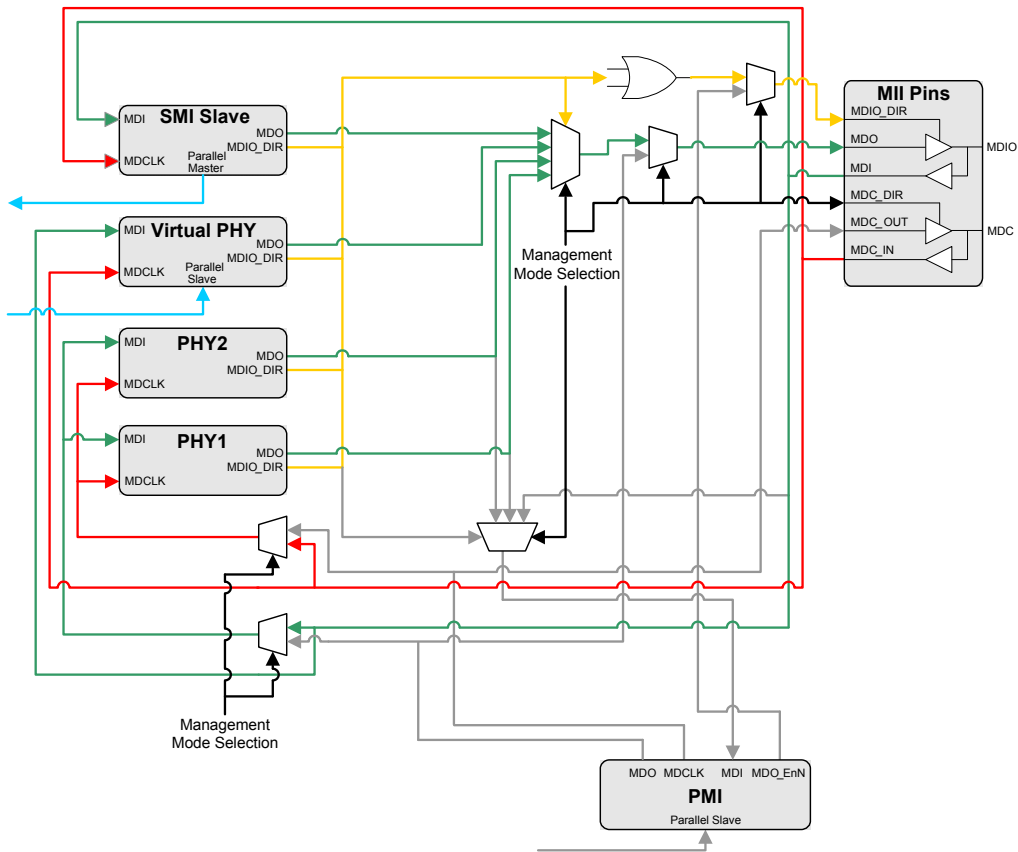 MII Pins
MDIO_DIR
MDO
MDIO
MDI
MDC_DIR
MDC_OUT
MDC
MDC_IN
SMI Slave
MDI
MDO
MDIO_DIR
MDCLK
Parallel
Master
Virtual PHY
MDI
MDO
MDIO_DIR
MDCLK
Parallel
Slave
Management
Mode Selection
PHY2
MDI
MDO
MDIO_DIR
MDCLK
PHY1
MDI
MDO
MDIO_DIR
MDCLK
Management
Mode Selection
MDO MDCLK MDI MDO_EnN
PMI
Parallel Slave